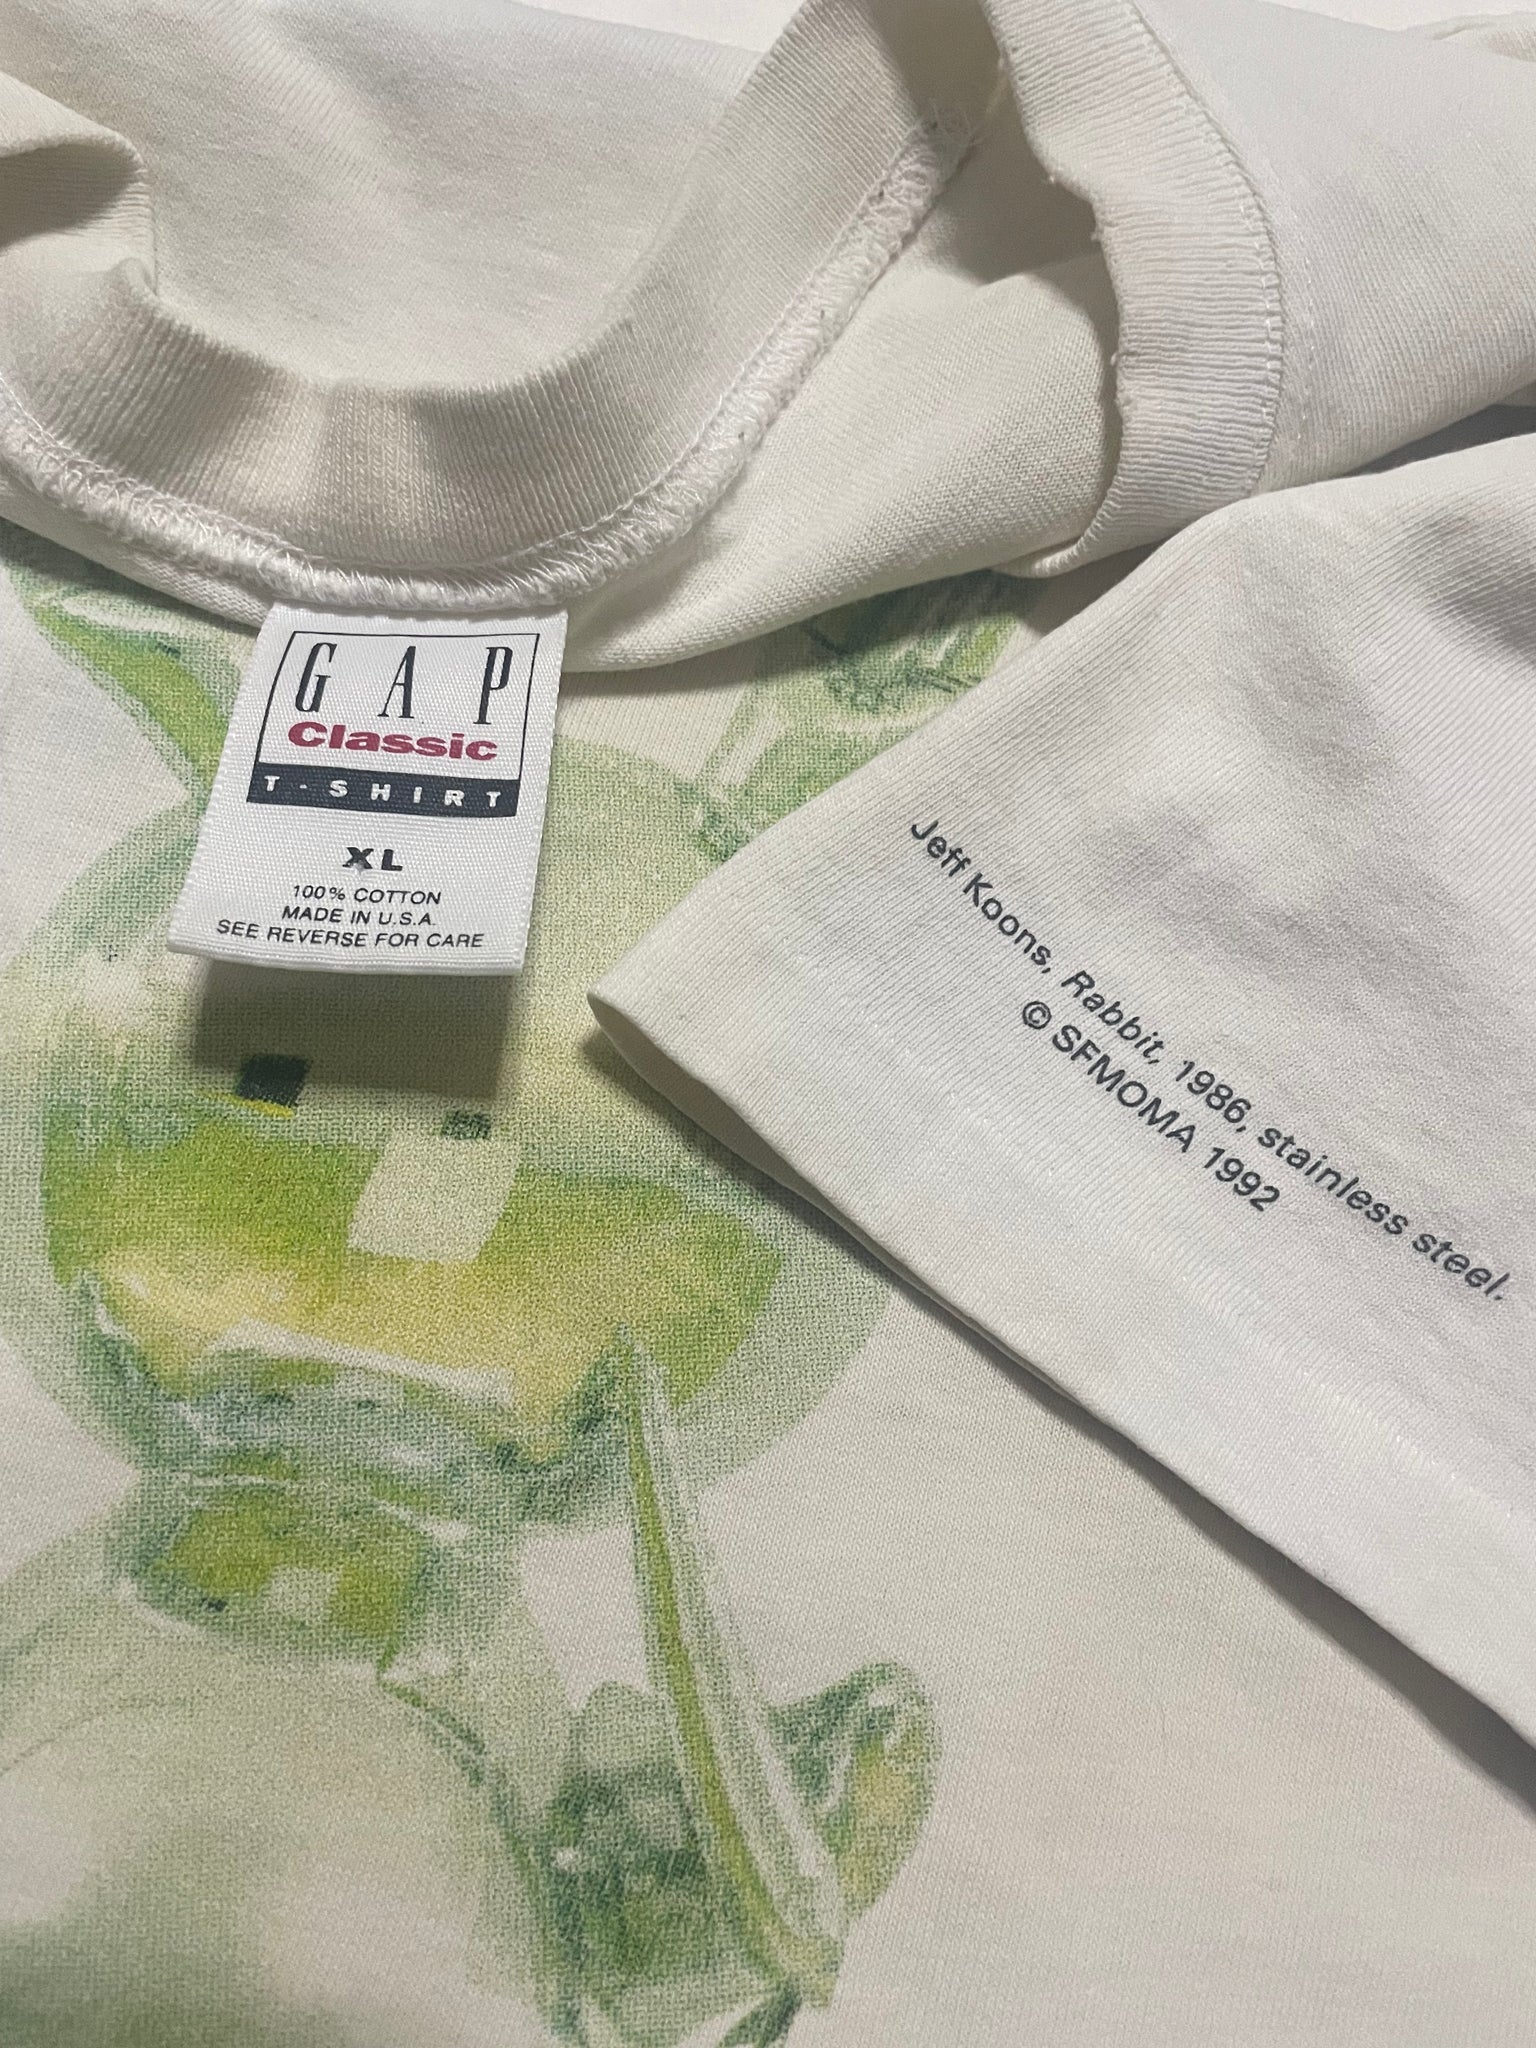 GAP
Classic
T-SHIRT
XL
100% COTTON
MADE IN U.S.A.
SEE REVERSE FOR CARE
Jeff Koons, Rabbit, 1986, stainless steel.
© SFMOMA 1992